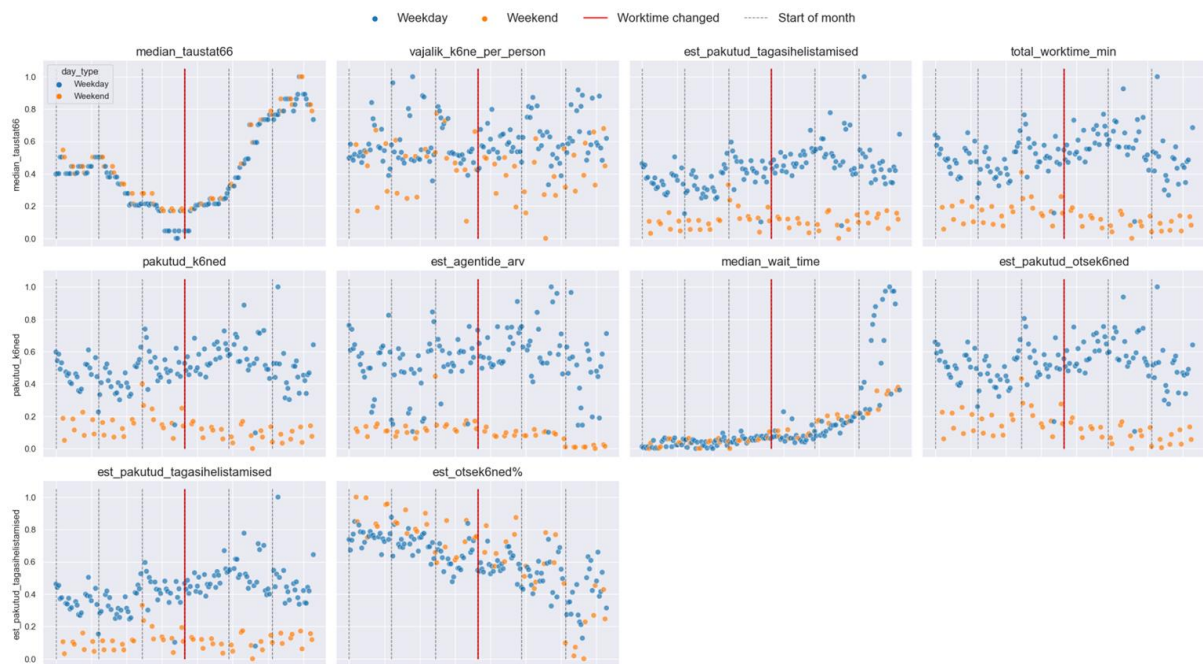 Weekday Weekend Worktime changed Start of month
median_taustat66 vajalik_k6ne_per_person est_pakutud_tagasihelistamised total_worktime_min
day_type
Weekday
Weekend
1.0
0.8
0.6
0.4
0.2
0.0
median_taustat66
pakutud_k6ned est_agentide_arv median_wait_time est_pakutud_otsek6ned
1.0
0.8
0.6
0.4
0.2
0.0
pakutud_k6ned
est_pakutud_tagasihelistamised est_otsek6ned%
1.0
0.8
0.6
0.4
0.2
0.0
est_pakutud_tagasihelistamised